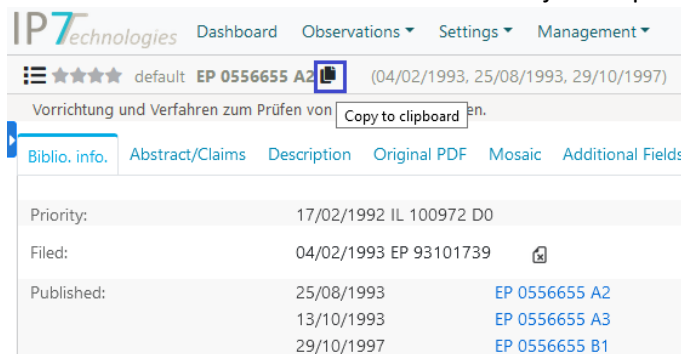 IP7Technologies Dashboard Observations Settings Management
default EP 0556655 A2 (04/02/1993, 25/08/1993, 29/10/1997)
Vorrichtung und Verfahren zum Prüfen von en.
Copy to clipboard
Biblio. info. Abstract/Claims Description Original PDF Mosaic Additional Fields
Priority: 17/02/1992 IL 100972 D0
Filed: 04/02/1993 EP 93101739
Published: 25/08/1993 EP 0556655 A2
13/10/1993 EP 0556655 A3
29/10/1997 EP 0556655 B1